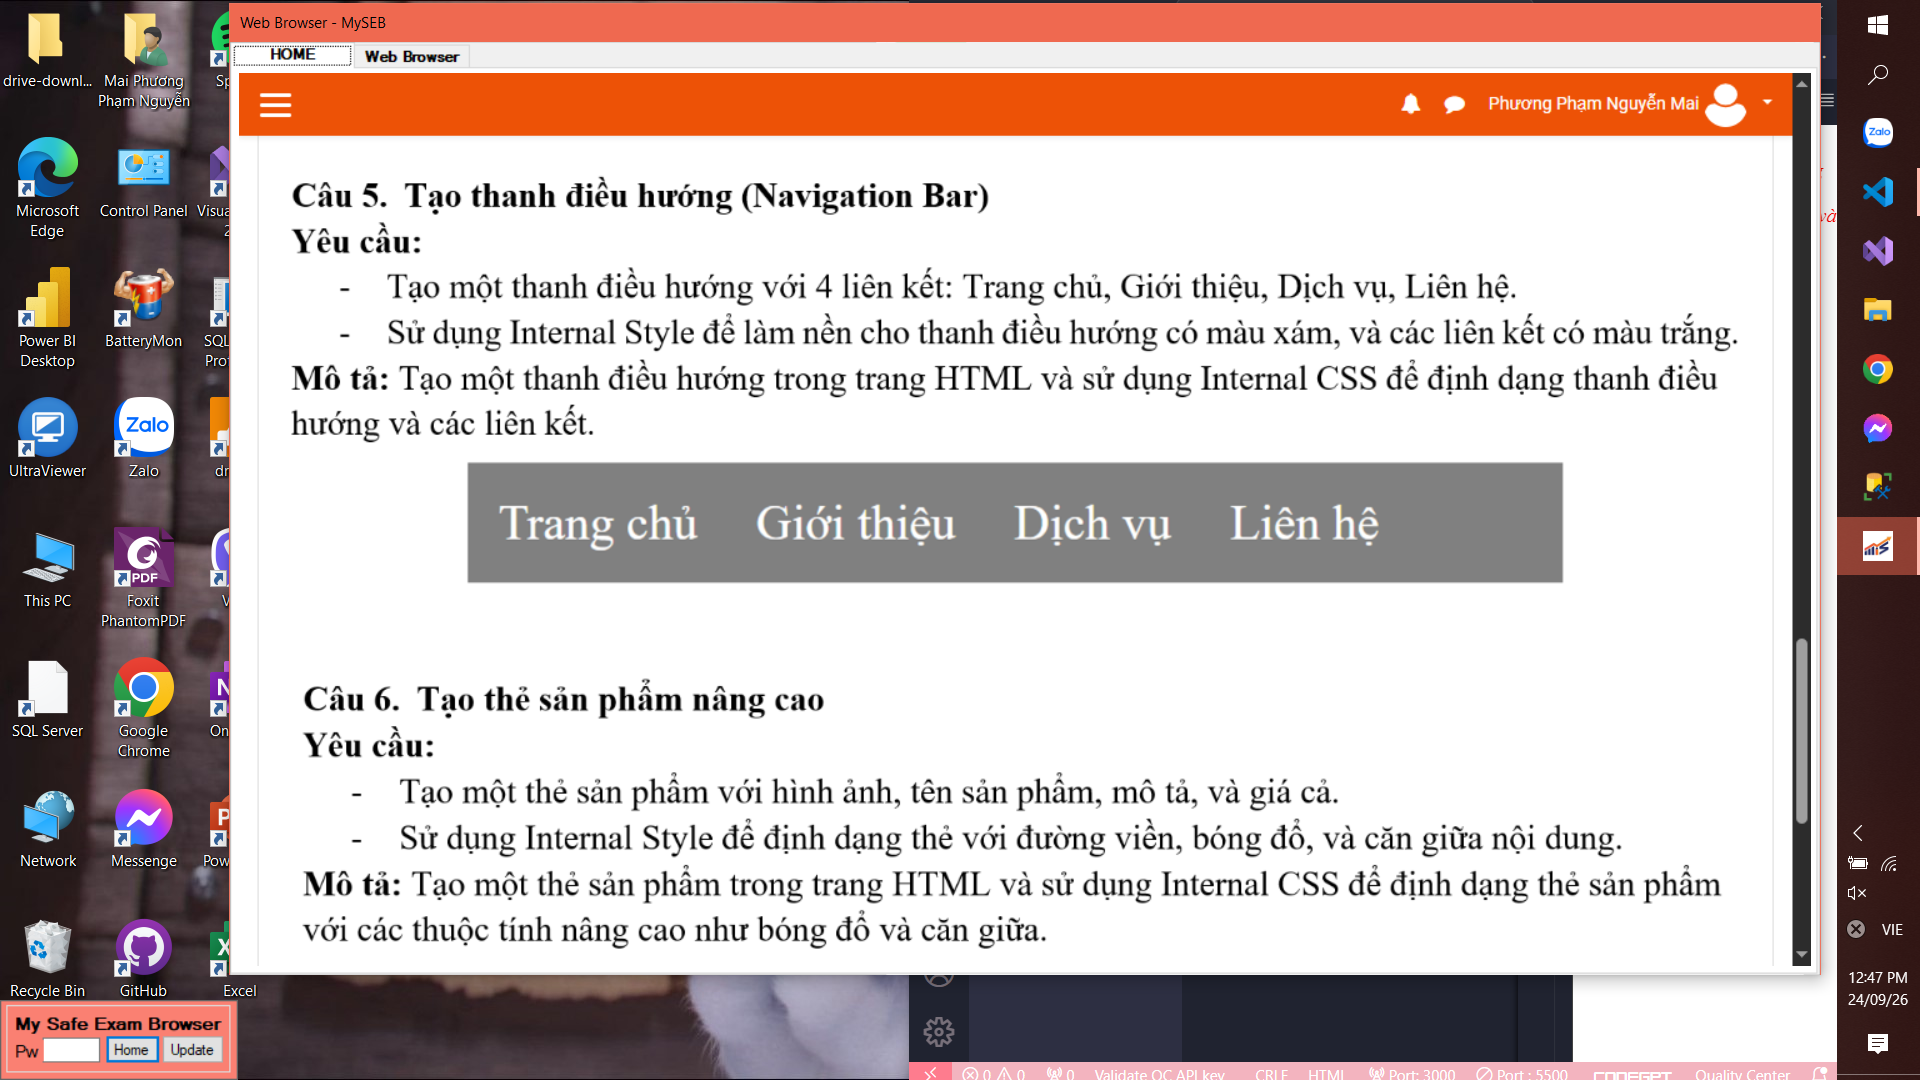 Web Browser - MySEB
HOME
Web Browser
Phương Phạm Nguyễn Mai
Câu 5. Tạo thanh điều hướng (Navigation Bar)
Yêu cầu:
- Tạo một thanh điều hướng với 4 liên kết: Trang chủ, Giới thiệu, Dịch vụ, Liên hệ.
- Sử dụng Internal Style để làm nền cho thanh điều hướng có màu xám, và các liên kết có màu trắng.
Mô tả: Tạo một thanh điều hướng trong trang HTML và sử dụng Internal CSS để định dạng thanh điều
hướng và các liên kết.
Trang chủ Giới thiệu Dịch vụ Liên hệ
Câu 6. Tạo thẻ sản phẩm nâng cao
Yêu cầu:
- Tạo một thẻ sản phẩm với hình ảnh, tên sản phẩm, mô tả, và giá cả.
- Sử dụng Internal Style để định dạng thẻ với đường viền, bóng đổ, và căn giữa nội dung.
Mô tả: Tạo một thẻ sản phẩm trong trang HTML và sử dụng Internal CSS để định dạng thẻ sản phẩm
với các thuộc tính nâng cao như bóng đổ và căn giữa.
drive-downl...
Mai Phương
Phạm Nguyễn
Sp
Microsoft
Edge
Control Panel
Visua
2
Power BI
Desktop
BatteryMon
SQL
Pro
UltraViewer
Zalo
Zalo
dr
This PC
PDF
Foxit
PhantomPDF
V
SQL Server
Google
Chrome
On
Network
Messenge
Pow
Recycle Bin
GitHub
Excel
My Safe Exam Browser
Pw
Home
Update
Zalo
và
VIE
12:47 PM
24/09/26
0 0
0
Validate QC API key
CRLF
HTML
Port: 3000
Port : 5500
CODEGPT
Quality Center